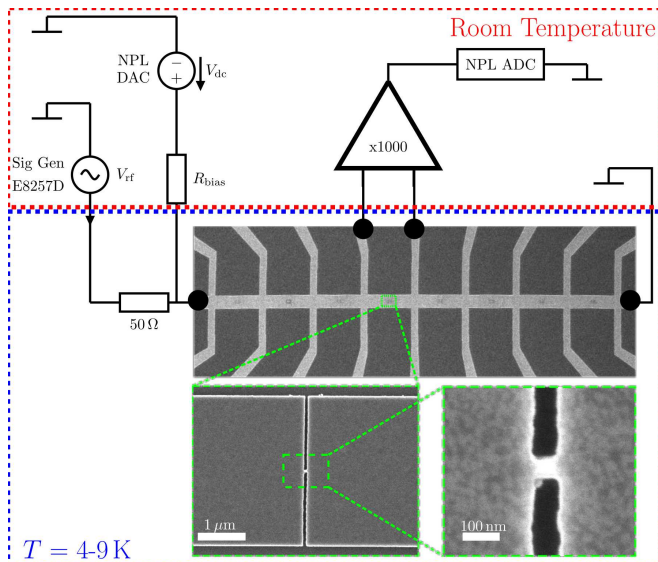 Room Temperature
NPL
DAC
−
+
V_dc
NPL ADC
x1000
Sig Gen
E8257D
V_rf
R_bias
50 Ω
1 μm
100 nm
T = 4-9 K